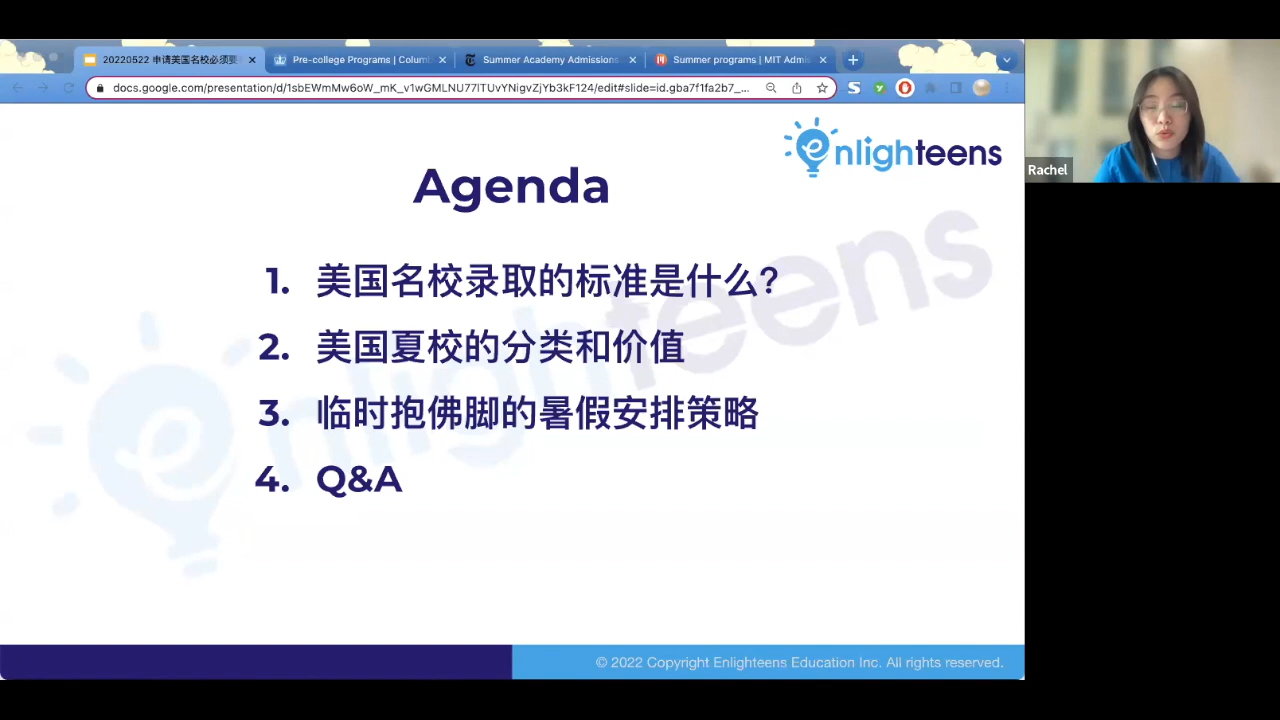 20220522 申请美国名校必须要
Pre-college Programs | Colum
Summer Academy Admissions
Summer programs | MIT Admis
docs.google.com/presentation/d/1sbEWmMw6oW_mK_v1wGMLNU77lTUvYNigvZjYb3kF124/edit#slide=id.gba7f1fa2b7_...
enlighteens
Rachel
Agenda
1. 美国名校录取的标准是什么?
2. 美国夏校的分类和价值
3. 临时抱佛脚的暑假安排策略
4. Q&A
enlighteens
© 2022 Copyright Enlighteens Education Inc. All rights reserved.